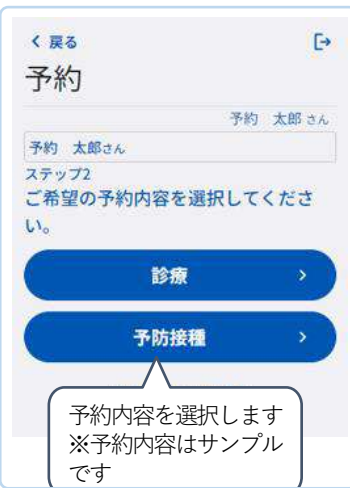 戻る
予約
予約　太郎 さん
予約　太郎さん
ステップ2
ご希望の予約内容を選択してくださ
い。
診療
予防接種
予約内容を選択します
※予約内容はサンプル
です